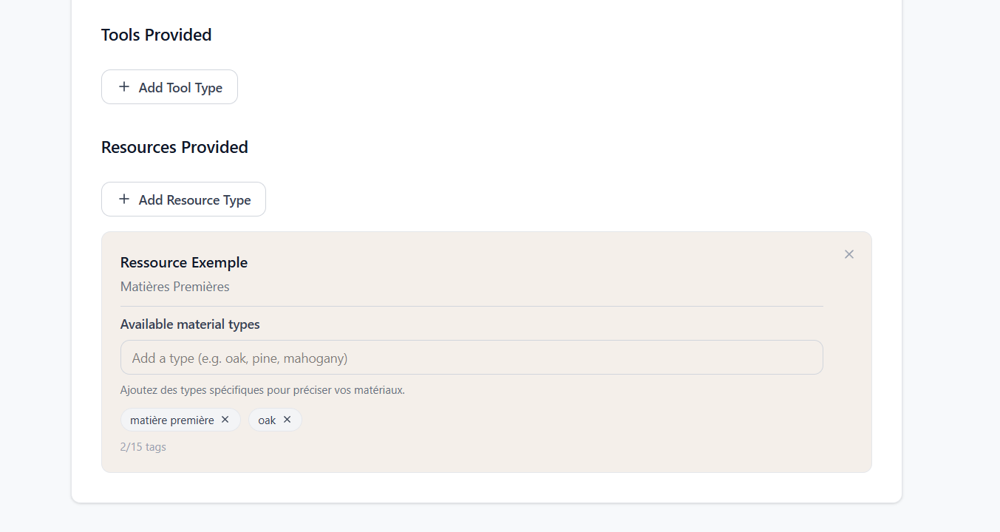 Tools Provided
+ Add Tool Type
Resources Provided
+ Add Resource Type
Ressource Exemple
Matières Premières
Available material types
Add a type (e.g. oak, pine, mahogany)
Ajoutez des types spécifiques pour préciser vos matériaux.
matière première ✕ oak ✕
2/15 tags